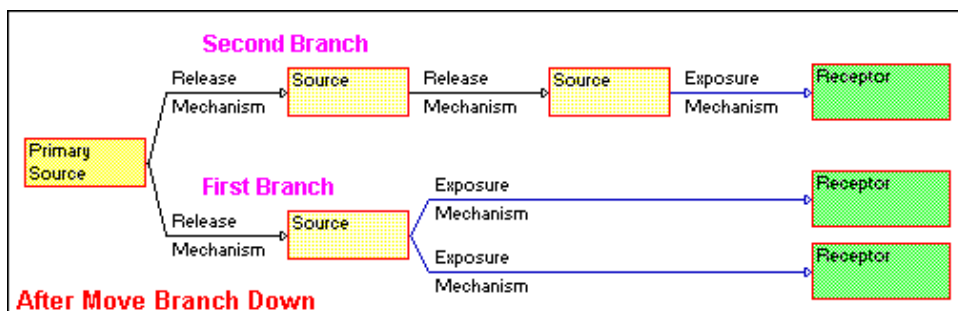 Second Branch
Release
Mechanism
Source
Release
Mechanism
Source
Exposure
Mechanism
Receptor
Primary
Source
First Branch
Release
Mechanism
Source
Exposure
Mechanism
Receptor
Exposure
Mechanism
Receptor
After Move Branch Down